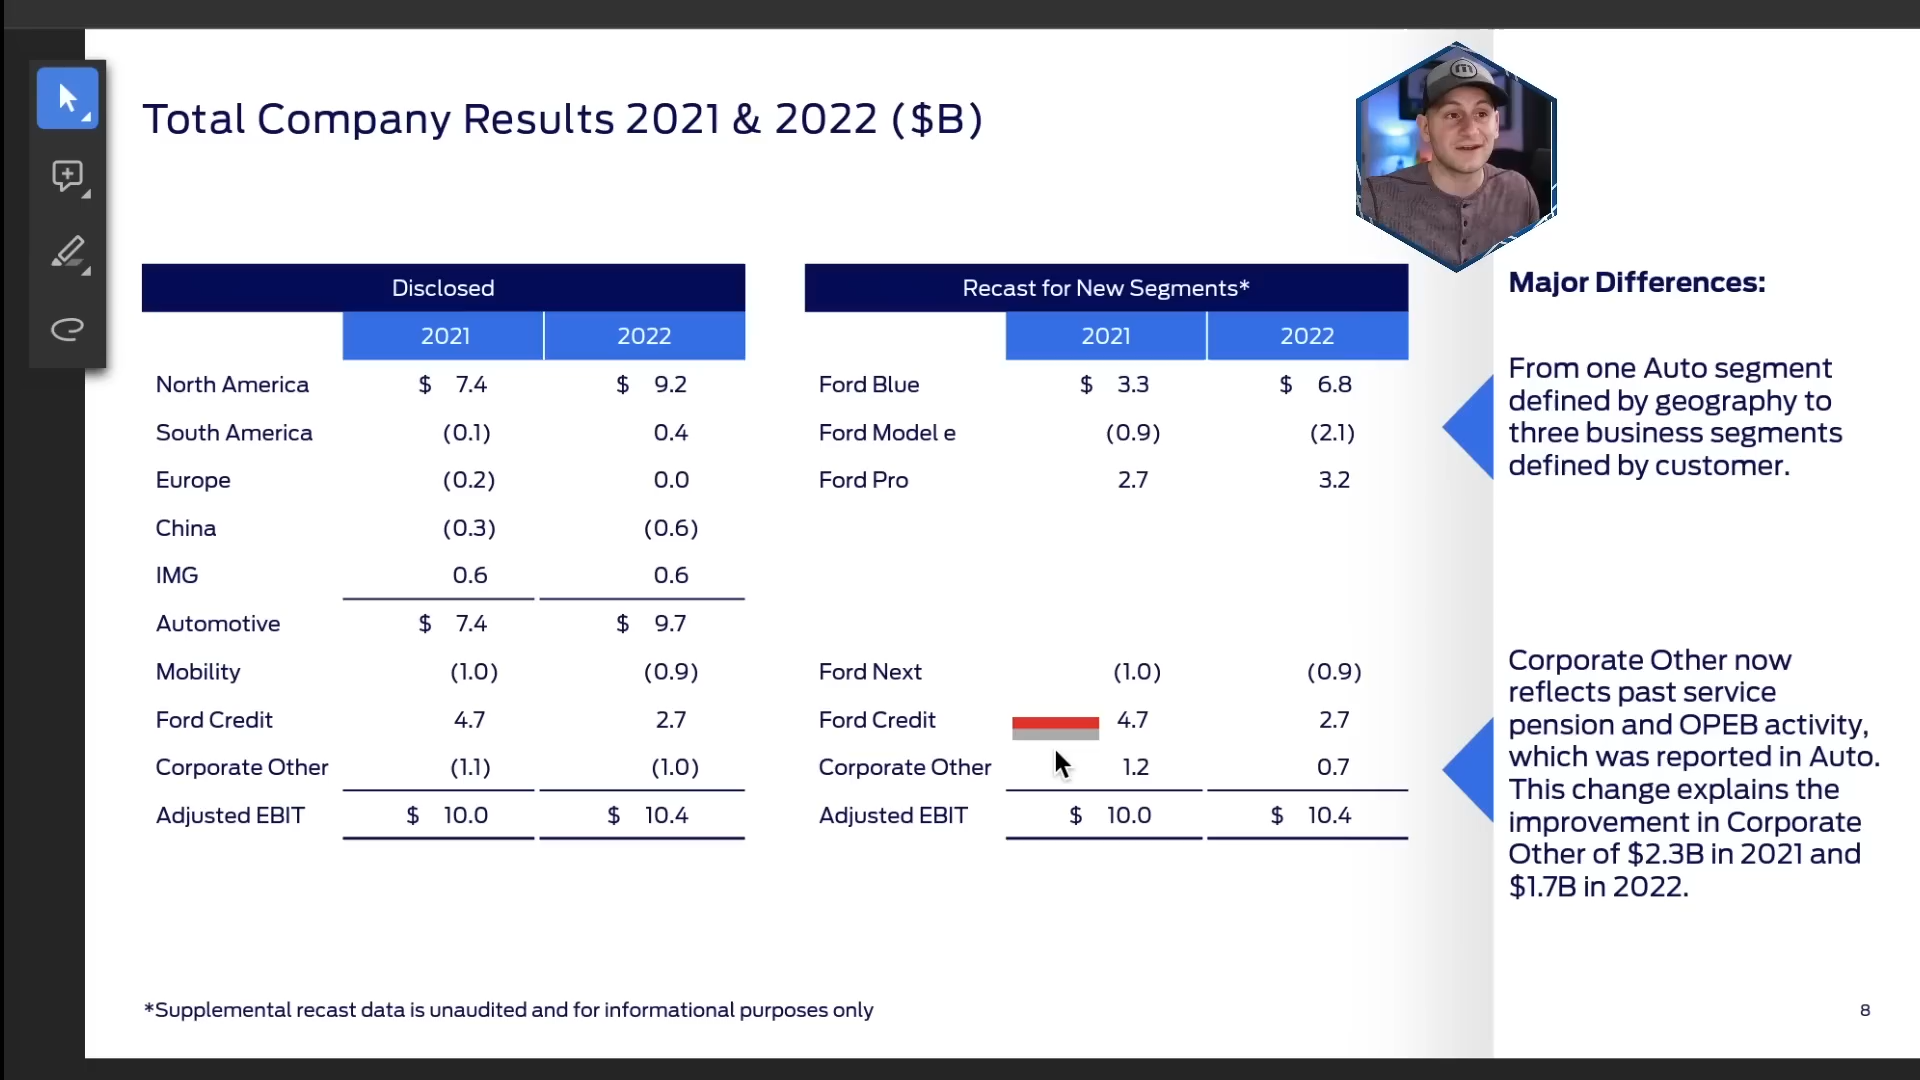 Total Company Results 2021 & 2022 ($B)
Disclosed
2021 2022
North America $ 7.4 $ 9.2
South America (0.1) 0.4
Europe (0.2) 0.0
China (0.3) (0.6)
IMG 0.6 0.6
Automotive $ 7.4 $ 9.7
Mobility (1.0) (0.9)
Ford Credit 4.7 2.7
Corporate Other (1.1) (1.0)
Adjusted EBIT $ 10.0 $ 10.4
Recast for New Segments*
2021 2022
Ford Blue $ 3.3 $ 6.8
Ford Model e (0.9) (2.1)
Ford Pro 2.7 3.2
Ford Next (1.0) (0.9)
Ford Credit 4.7 2.7
Corporate Other 1.2 0.7
Adjusted EBIT $ 10.0 $ 10.4
Major Differences:
From one Auto segment
defined by geography to
three business segments
defined by customer.
Corporate Other now
reflects past service
pension and OPEB activity,
which was reported in Auto.
This change explains the
improvement in Corporate
Other of $2.3B in 2021 and
$1.7B in 2022.
*Supplemental recast data is unaudited and for informational purposes only
8